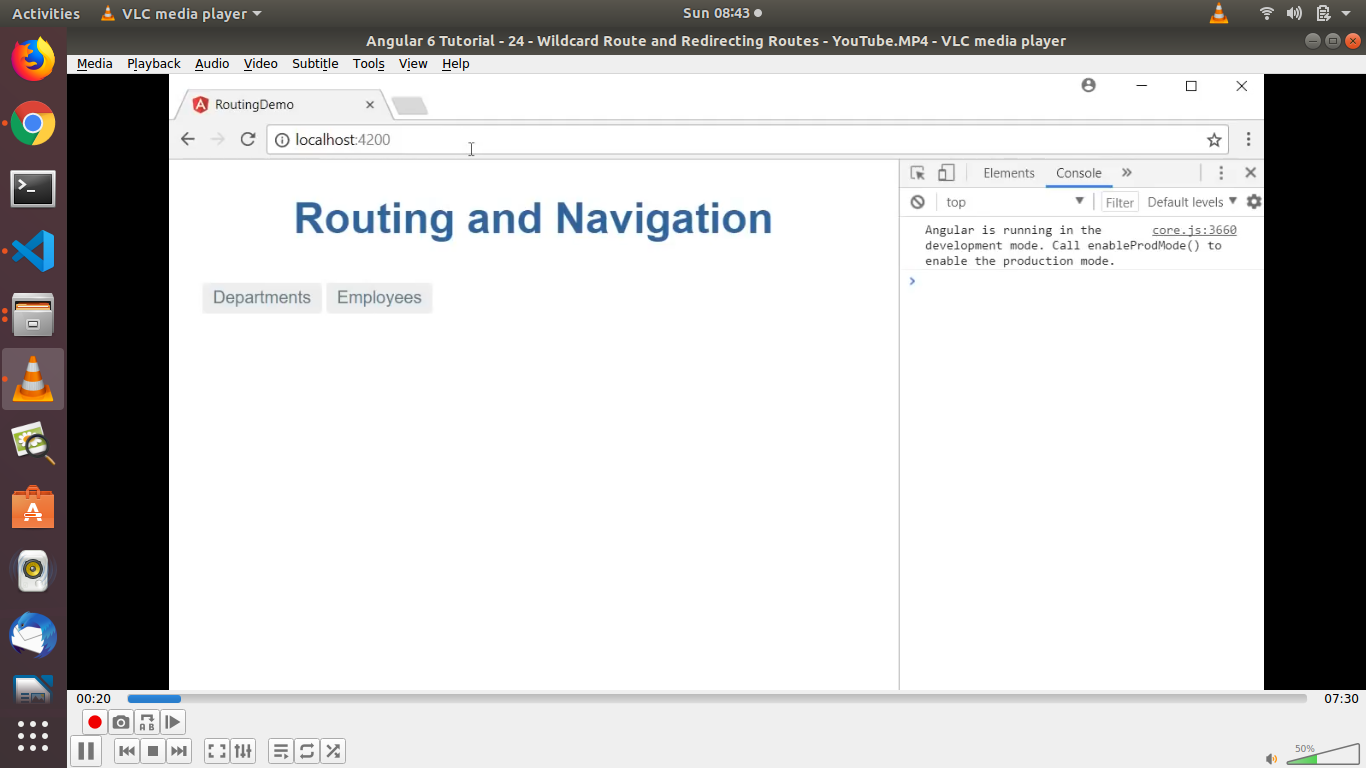 Activities
VLC media player
Sun 08:43
Angular 6 Tutorial - 24 - Wildcard Route and Redirecting Routes - YouTube.MP4 - VLC media player
Media Playback Audio Video Subtitle Tools View Help
RoutingDemo
localhost:4200
Elements Console
top
Filter
Default levels
Routing and Navigation
Departments
Employees
Angular is running in the core.js:3660
development mode. Call enableProdMode() to
enable the production mode.
00:20
07:30
A B
50%